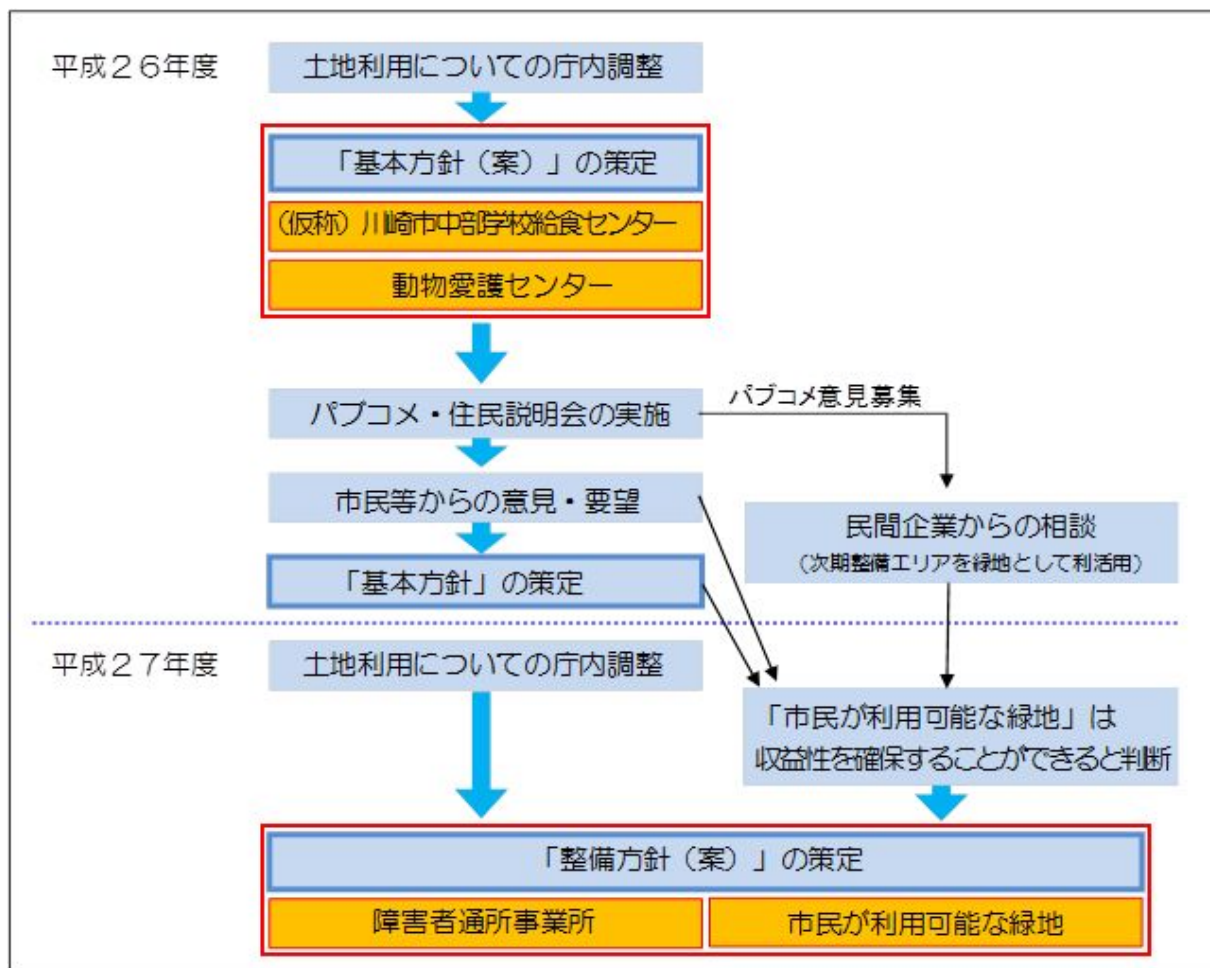 平成２６年度
土地利用についての庁内調整
「基本方針（案）」の策定
（仮称）川崎市中部学校給食センター
動物愛護センター
パブコメ・住民説明会の実施
パブコメ意見募集
市民等からの意見・要望
民間企業からの相談
（次期整備エリアを緑地として利活用）
「基本方針」の策定
平成２７年度
土地利用についての庁内調整
「市民が利用可能な緑地」は
収益性を確保することができると判断
「整備方針（案）」の策定
障害者通所事業所
市民が利用可能な緑地